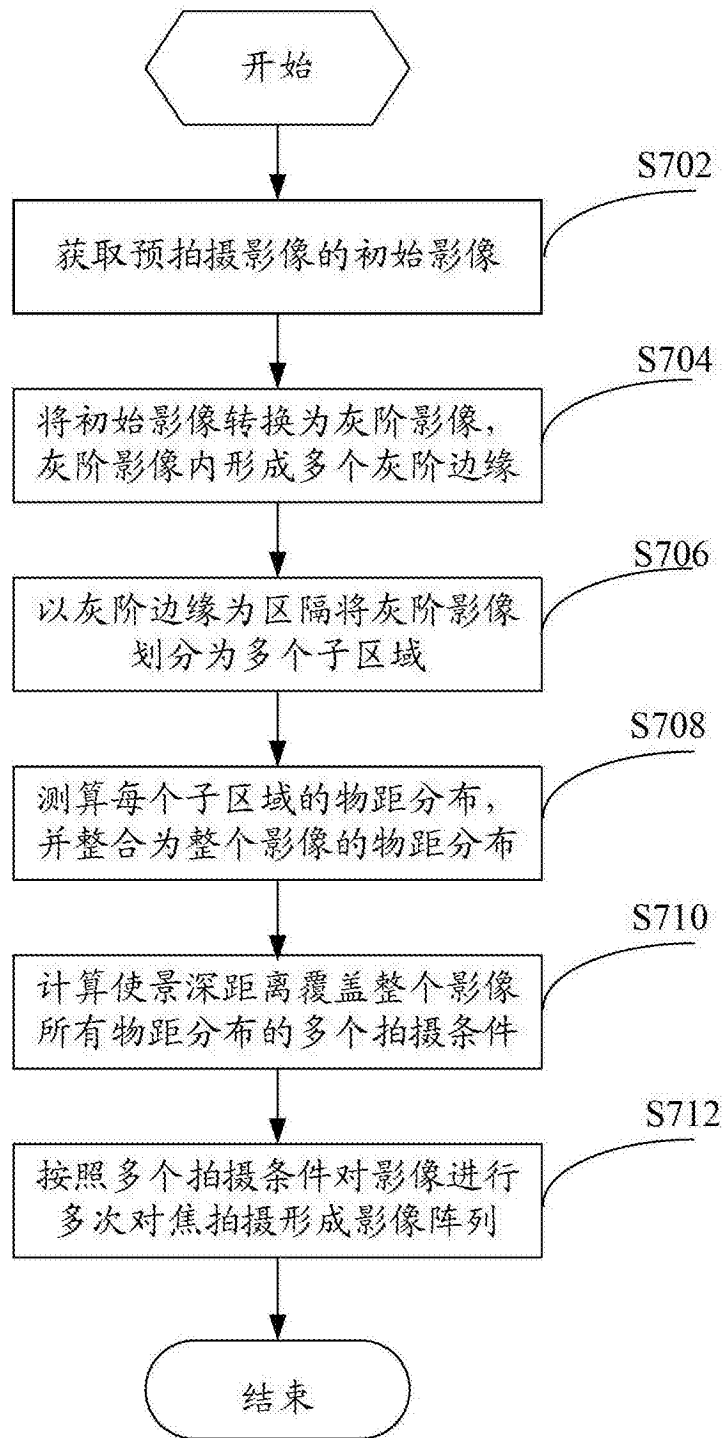 开始
S702
获取预拍摄影像的初始影像
S704
将初始影像转换为灰阶影像，
灰阶影像内形成多个灰阶边缘
S706
以灰阶边缘为区隔将灰阶影像
划分为多个子区域
S708
测算每个子区域的物距分布，
并整合为整个影像的物距分布
S710
计算使景深距离覆盖整个影像
所有物距分布的多个拍摄条件
S712
按照多个拍摄条件对影像进行
多次对焦拍摄形成影像阵列
结束